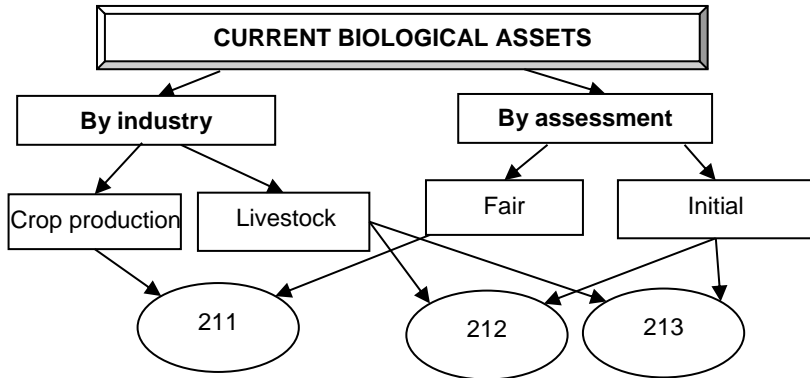 CURRENT BIOLOGICAL ASSETS
By industry
By assessment
Crop production
Livestock
Fair
Initial
211
212
213